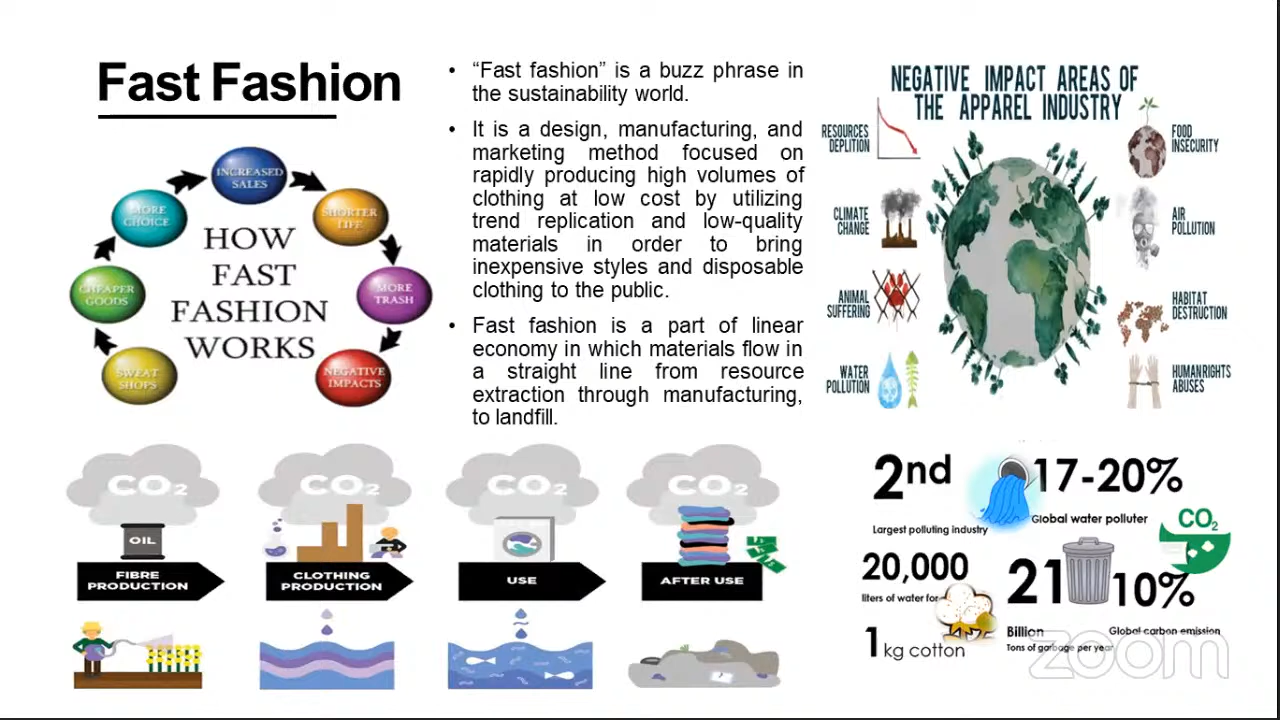 Fast Fashion
INCREASED
SALES
SHORTER
LIFE
MORE
TRASH
NEGATIVE
IMPACTS
SWEAT
SHOPS
CHEAPER
GOODS
MORE
CHOICE
HOW
FAST
FASHION
WORKS
• “Fast fashion” is a buzz phrase in
the sustainability world.
• It is a design, manufacturing, and
marketing method focused on
rapidly producing high volumes of
clothing at low cost by utilizing
trend replication and low-quality
materials in order to bring
inexpensive styles and disposable
clothing to the public.
• Fast fashion is a part of linear
economy in which materials flow in
a straight line from resource
extraction through manufacturing,
to landfill.
NEGATIVE IMPACT AREAS OF
THE APPAREL INDUSTRY
RESOURCES
DEPLITION
CLIMATE
CHANGE
ANIMAL
SUFFERING
WATER
POLLUTION
FOOD
INSECURITY
AIR
POLLUTION
HABITAT
DESTRUCTION
HUMAN RIGHTS
ABUSES
CO2
OIL
FIBRE
PRODUCTION
CO2
CLOTHING
PRODUCTION
CO2
USE
CO2
AFTER USE
2nd
Largest polluting industry
17-20%
Global water polluter
20,000
liters of water for
1 kg cotton
21
Billion
Tons of garbage per year
CO2
10%
Global carbon emission
zoom